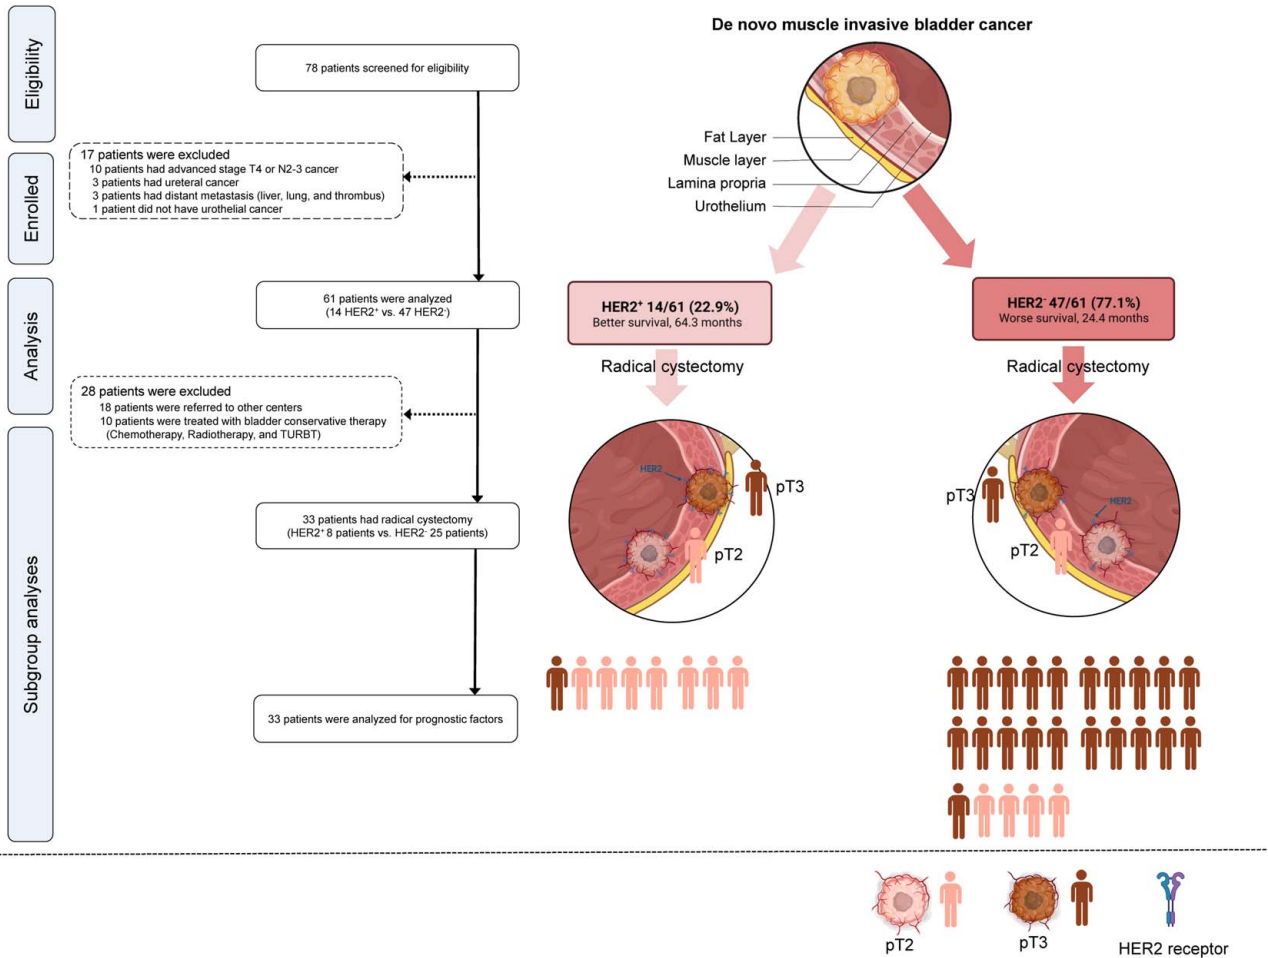 Eligibility
Enrolled
Analysis
Subgroup analyses
78 patients screened for eligibility
17 patients were excluded
10 patients had advanced stage T4 or N2-3 cancer
3 patients had ureteral cancer
3 patients had distant metastasis (liver, lung, and thrombus)
1 patient did not have urothelial cancer
61 patients were analyzed
(14 HER2⁺ vs. 47 HER2⁻)
28 patients were excluded
18 patients were referred to other centers
10 patients were treated with bladder conservative therapy
(Chemotherapy, Radiotherapy, and TURBT)
33 patients had radical cystectomy
(HER2⁺ 8 patients vs. HER2⁻ 25 patients)
33 patients were analyzed for prognostic factors
De novo muscle invasive bladder cancer
Fat Layer
Muscle layer
Lamina propria
Urothelium
HER2⁺ 14/61 (22.9%)
Better survival, 64.3 months
Radical cystectomy
HER2
pT3
pT2
HER2⁻ 47/61 (77.1%)
Worse survival, 24.4 months
Radical cystectomy
pT3
HER2
pT2
pT2
pT3
HER2 receptor